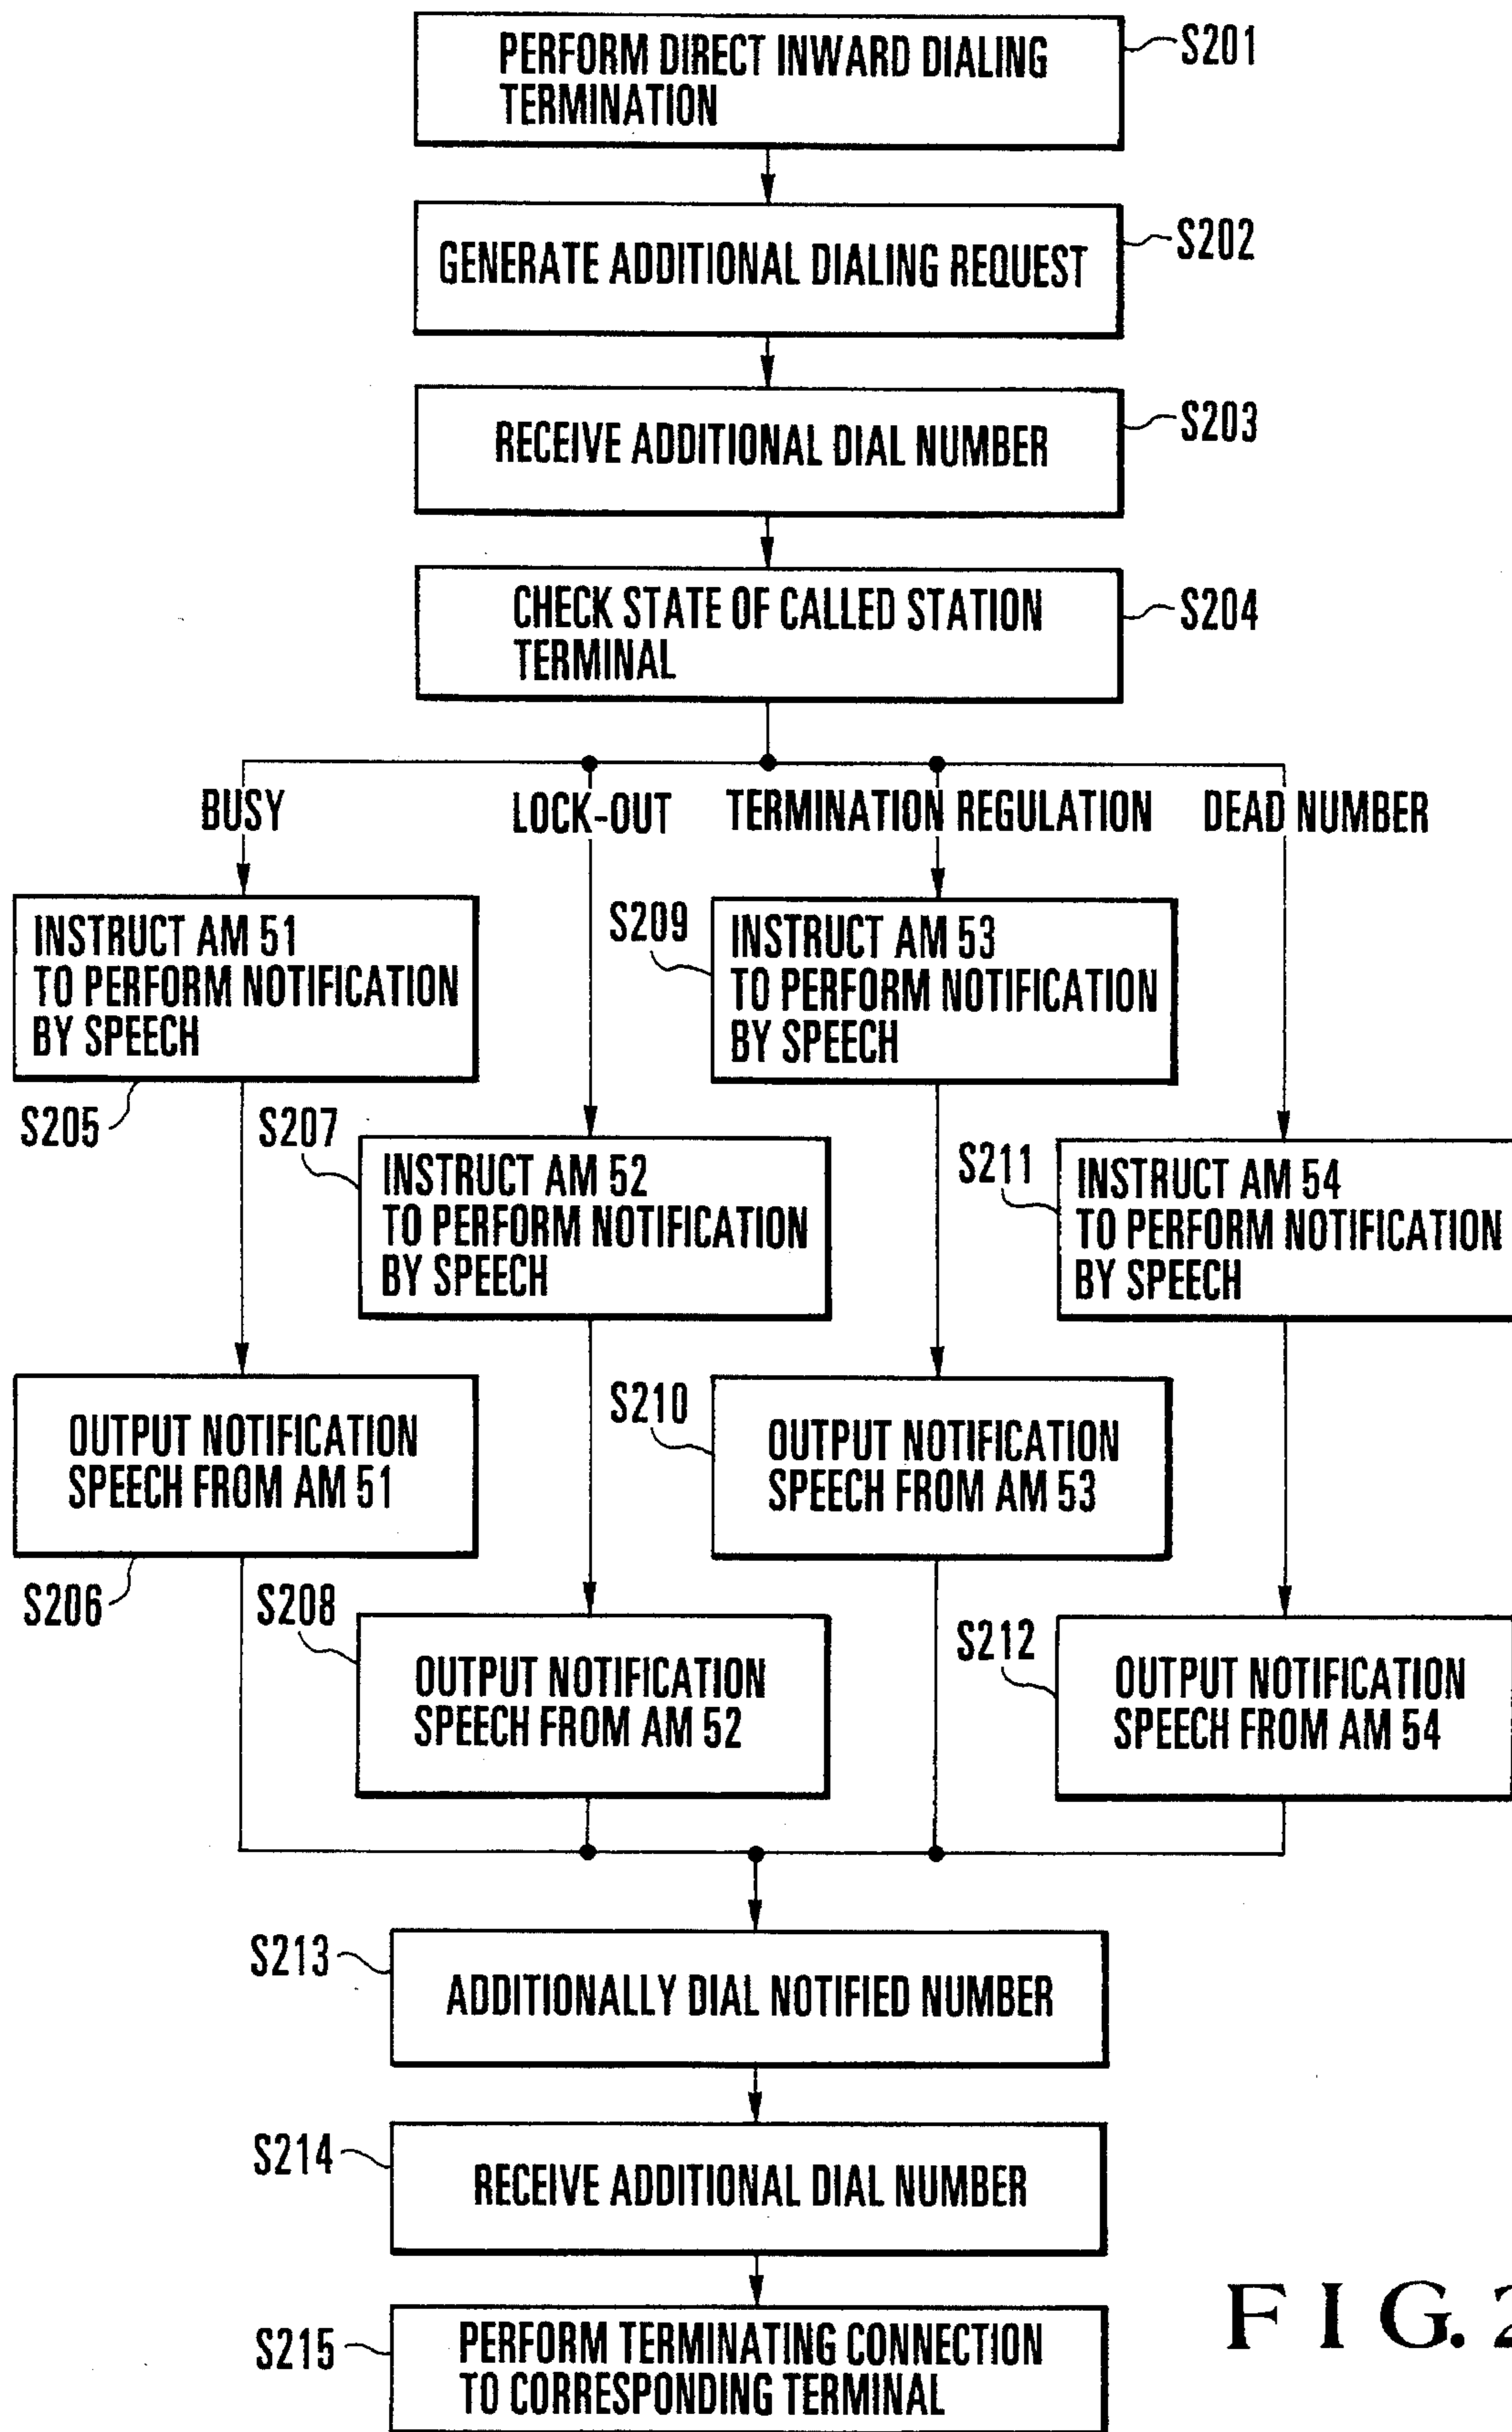 PERFORM DIRECT INWARD DIALING
TERMINATION
S201
GENERATE ADDITIONAL DIALING REQUEST
S202
RECEIVE ADDITIONAL DIAL NUMBER
S203
CHECK STATE OF CALLED STATION
TERMINAL
S204
BUSY
LOCK-OUT
TERMINATION REGULATION
DEAD NUMBER
INSTRUCT AM 51
TO PERFORM NOTIFICATION
BY SPEECH
S205
S209
INSTRUCT AM 53
TO PERFORM NOTIFICATION
BY SPEECH
S207
INSTRUCT AM 52
TO PERFORM NOTIFICATION
BY SPEECH
S211
INSTRUCT AM 54
TO PERFORM NOTIFICATION
BY SPEECH
OUTPUT NOTIFICATION
SPEECH FROM AM 51
S206
S210
OUTPUT NOTIFICATION
SPEECH FROM AM 53
S208
OUTPUT NOTIFICATION
SPEECH FROM AM 52
S212
OUTPUT NOTIFICATION
SPEECH FROM AM 54
S213
ADDITIONALLY DIAL NOTIFIED NUMBER
S214
RECEIVE ADDITIONAL DIAL NUMBER
S215
PERFORM TERMINATING CONNECTION
TO CORRESPONDING TERMINAL
FIG. 2